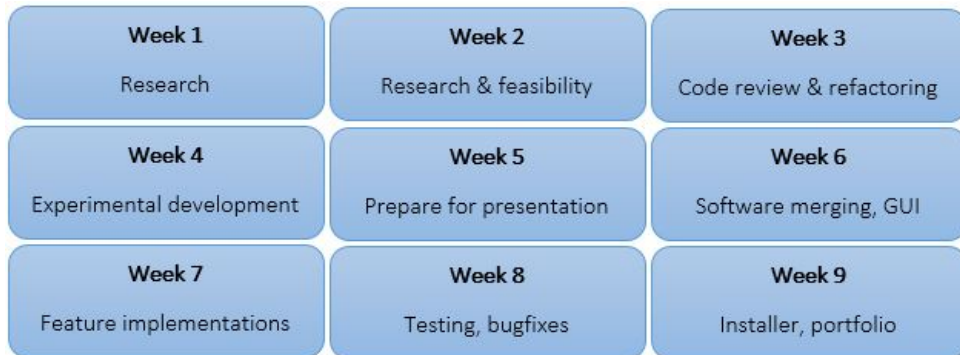 Week 1
Research
Week 2
Research & feasibility
Week 3
Code review & refactoring
Week 4
Experimental development
Week 5
Prepare for presentation
Week 6
Software merging, GUI
Week 7
Feature implementations
Week 8
Testing, bugfixes
Week 9
Installer, portfolio